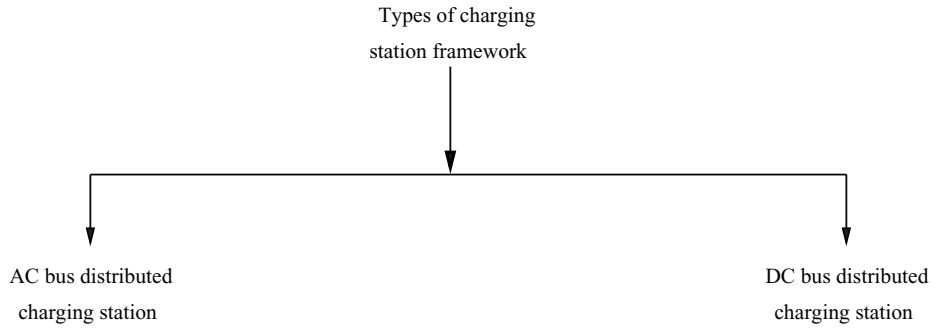 Types of charging
station framework
AC bus distributed
charging station
DC bus distributed
charging station